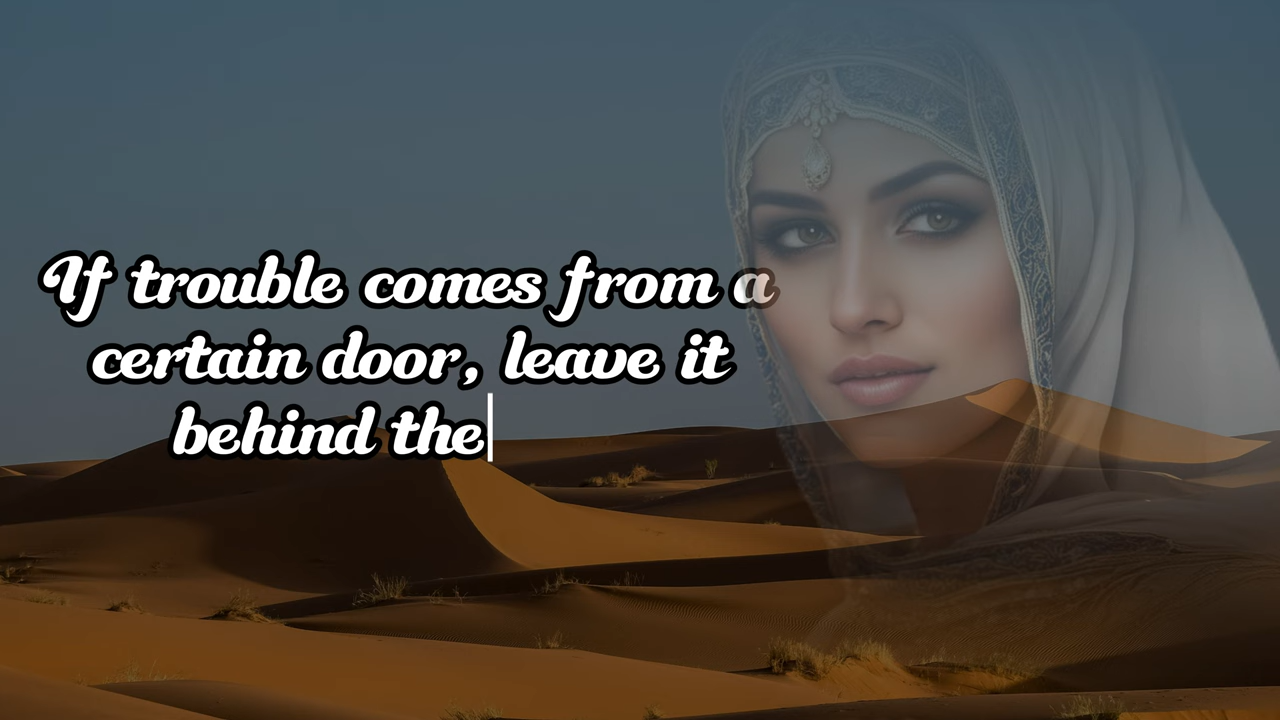 If trouble comes from a
certain door, leave it
behind the